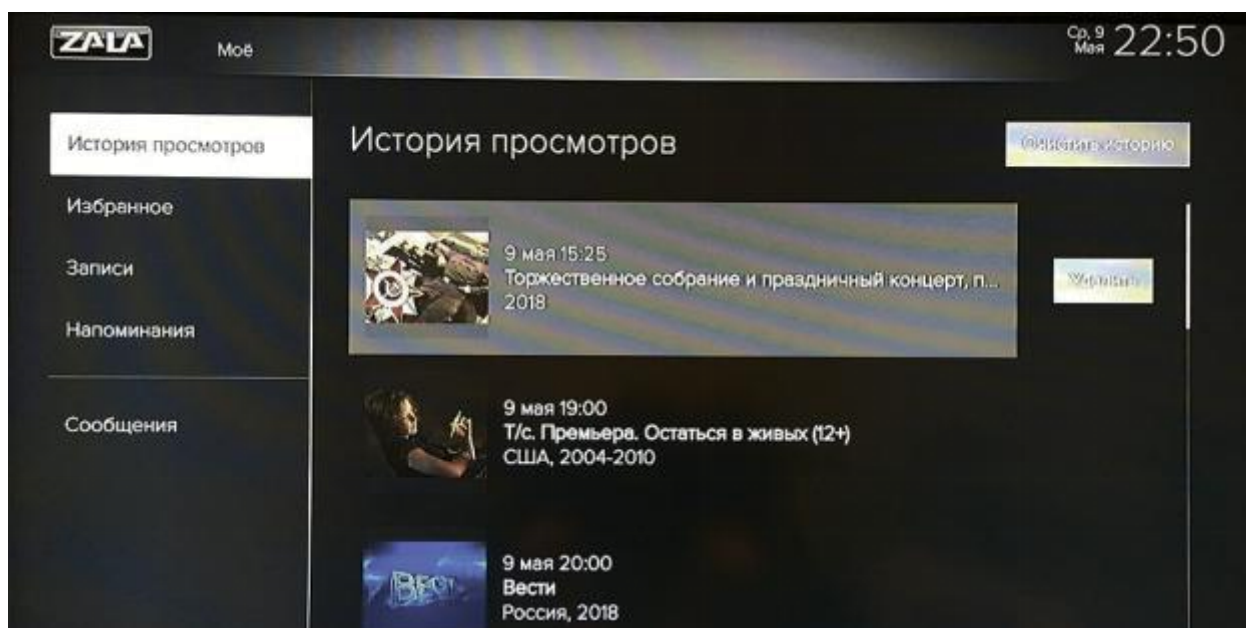 ZALA
Моё
Ср, 9
Мая
22:50
История просмотров
Избранное
Записи
Напоминания
Сообщения
История просмотров
Очистить историю
9 мая 15:25
Торжественное собрание и праздничный концерт, п...
2018
Удалить
9 мая 19:00
Т/с. Премьера. Остаться в живых (12+)
США, 2004-2010
9 мая 20:00
Вести
Россия, 2018